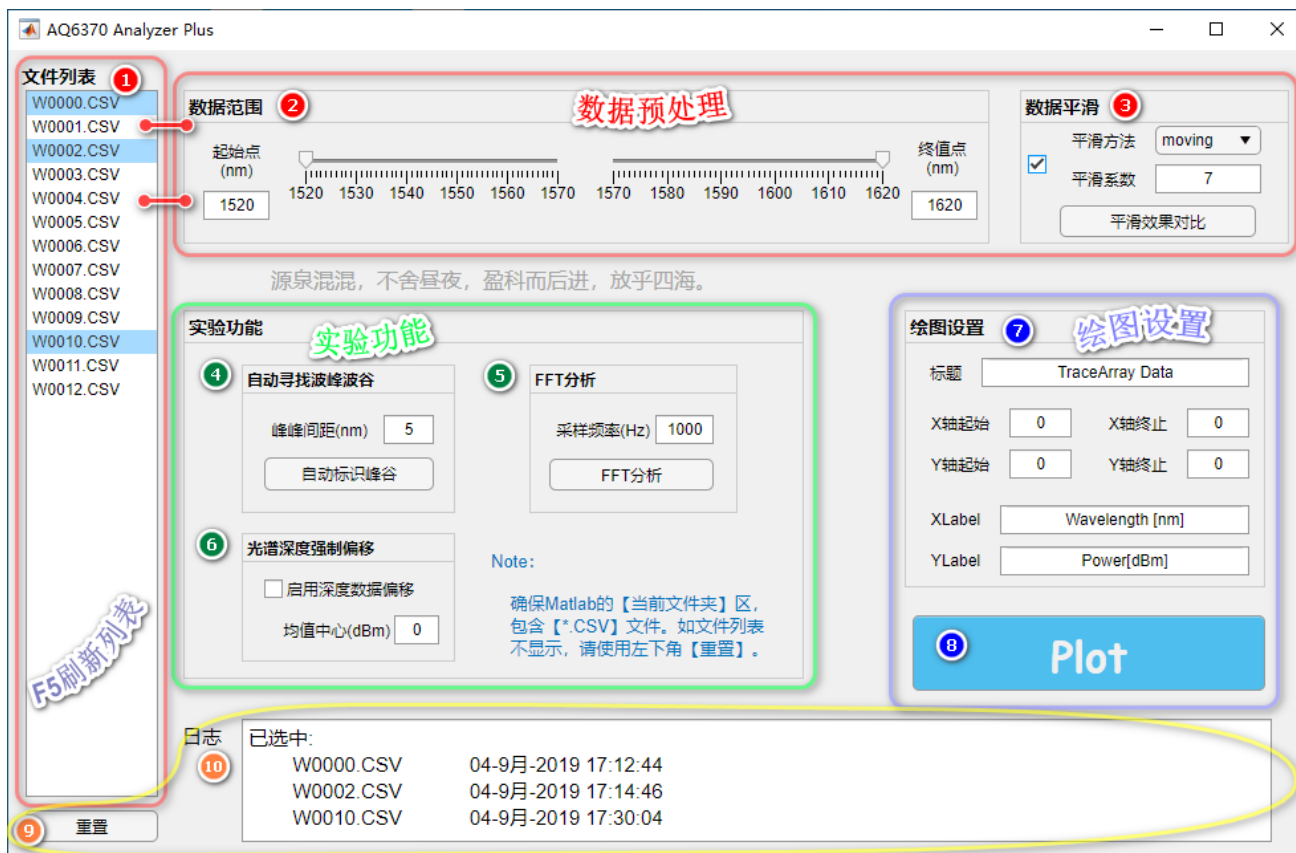 AQ6370 Analyzer Plus
文件列表
1
W0000.CSV
W0001.CSV
W0002.CSV
W0003.CSV
W0004.CSV
W0005.CSV
W0006.CSV
W0007.CSV
W0008.CSV
W0009.CSV
W0010.CSV
W0011.CSV
W0012.CSV
F5刷新列表
数据范围
2
数据预处理
起始点
(nm)
1520
1520 1530 1540 1550 1560 1570
1570 1580 1590 1600 1610 1620
终值点
(nm)
1620
数据平滑
3
平滑方法 moving
平滑系数 7
平滑效果对比
源泉混混，不舍昼夜，盈科而后进，放乎四海。
实验功能
实验功能
4
自动寻找波峰波谷
峰峰间距(nm) 5
自动标识峰谷
5
FFT分析
采样频率(Hz) 1000
FFT分析
6
光谱深度强制偏移
启用深度数据偏移
均值中心(dBm) 0
Note：
确保Matlab的【当前文件夹】区，
包含【*.CSV】文件。如文件列表
不显示，请使用左下角【重置】。
绘图设置
7
绘图设置
标题 TraceArray Data
X轴起始 0 X轴终止 0
Y轴起始 0 Y轴终止 0
XLabel Wavelength [nm]
YLabel Power[dBm]
8
Plot
日志
10
已选中:
W0000.CSV 04-9月-2019 17:12:44
W0002.CSV 04-9月-2019 17:14:46
W0010.CSV 04-9月-2019 17:30:04
9
重置